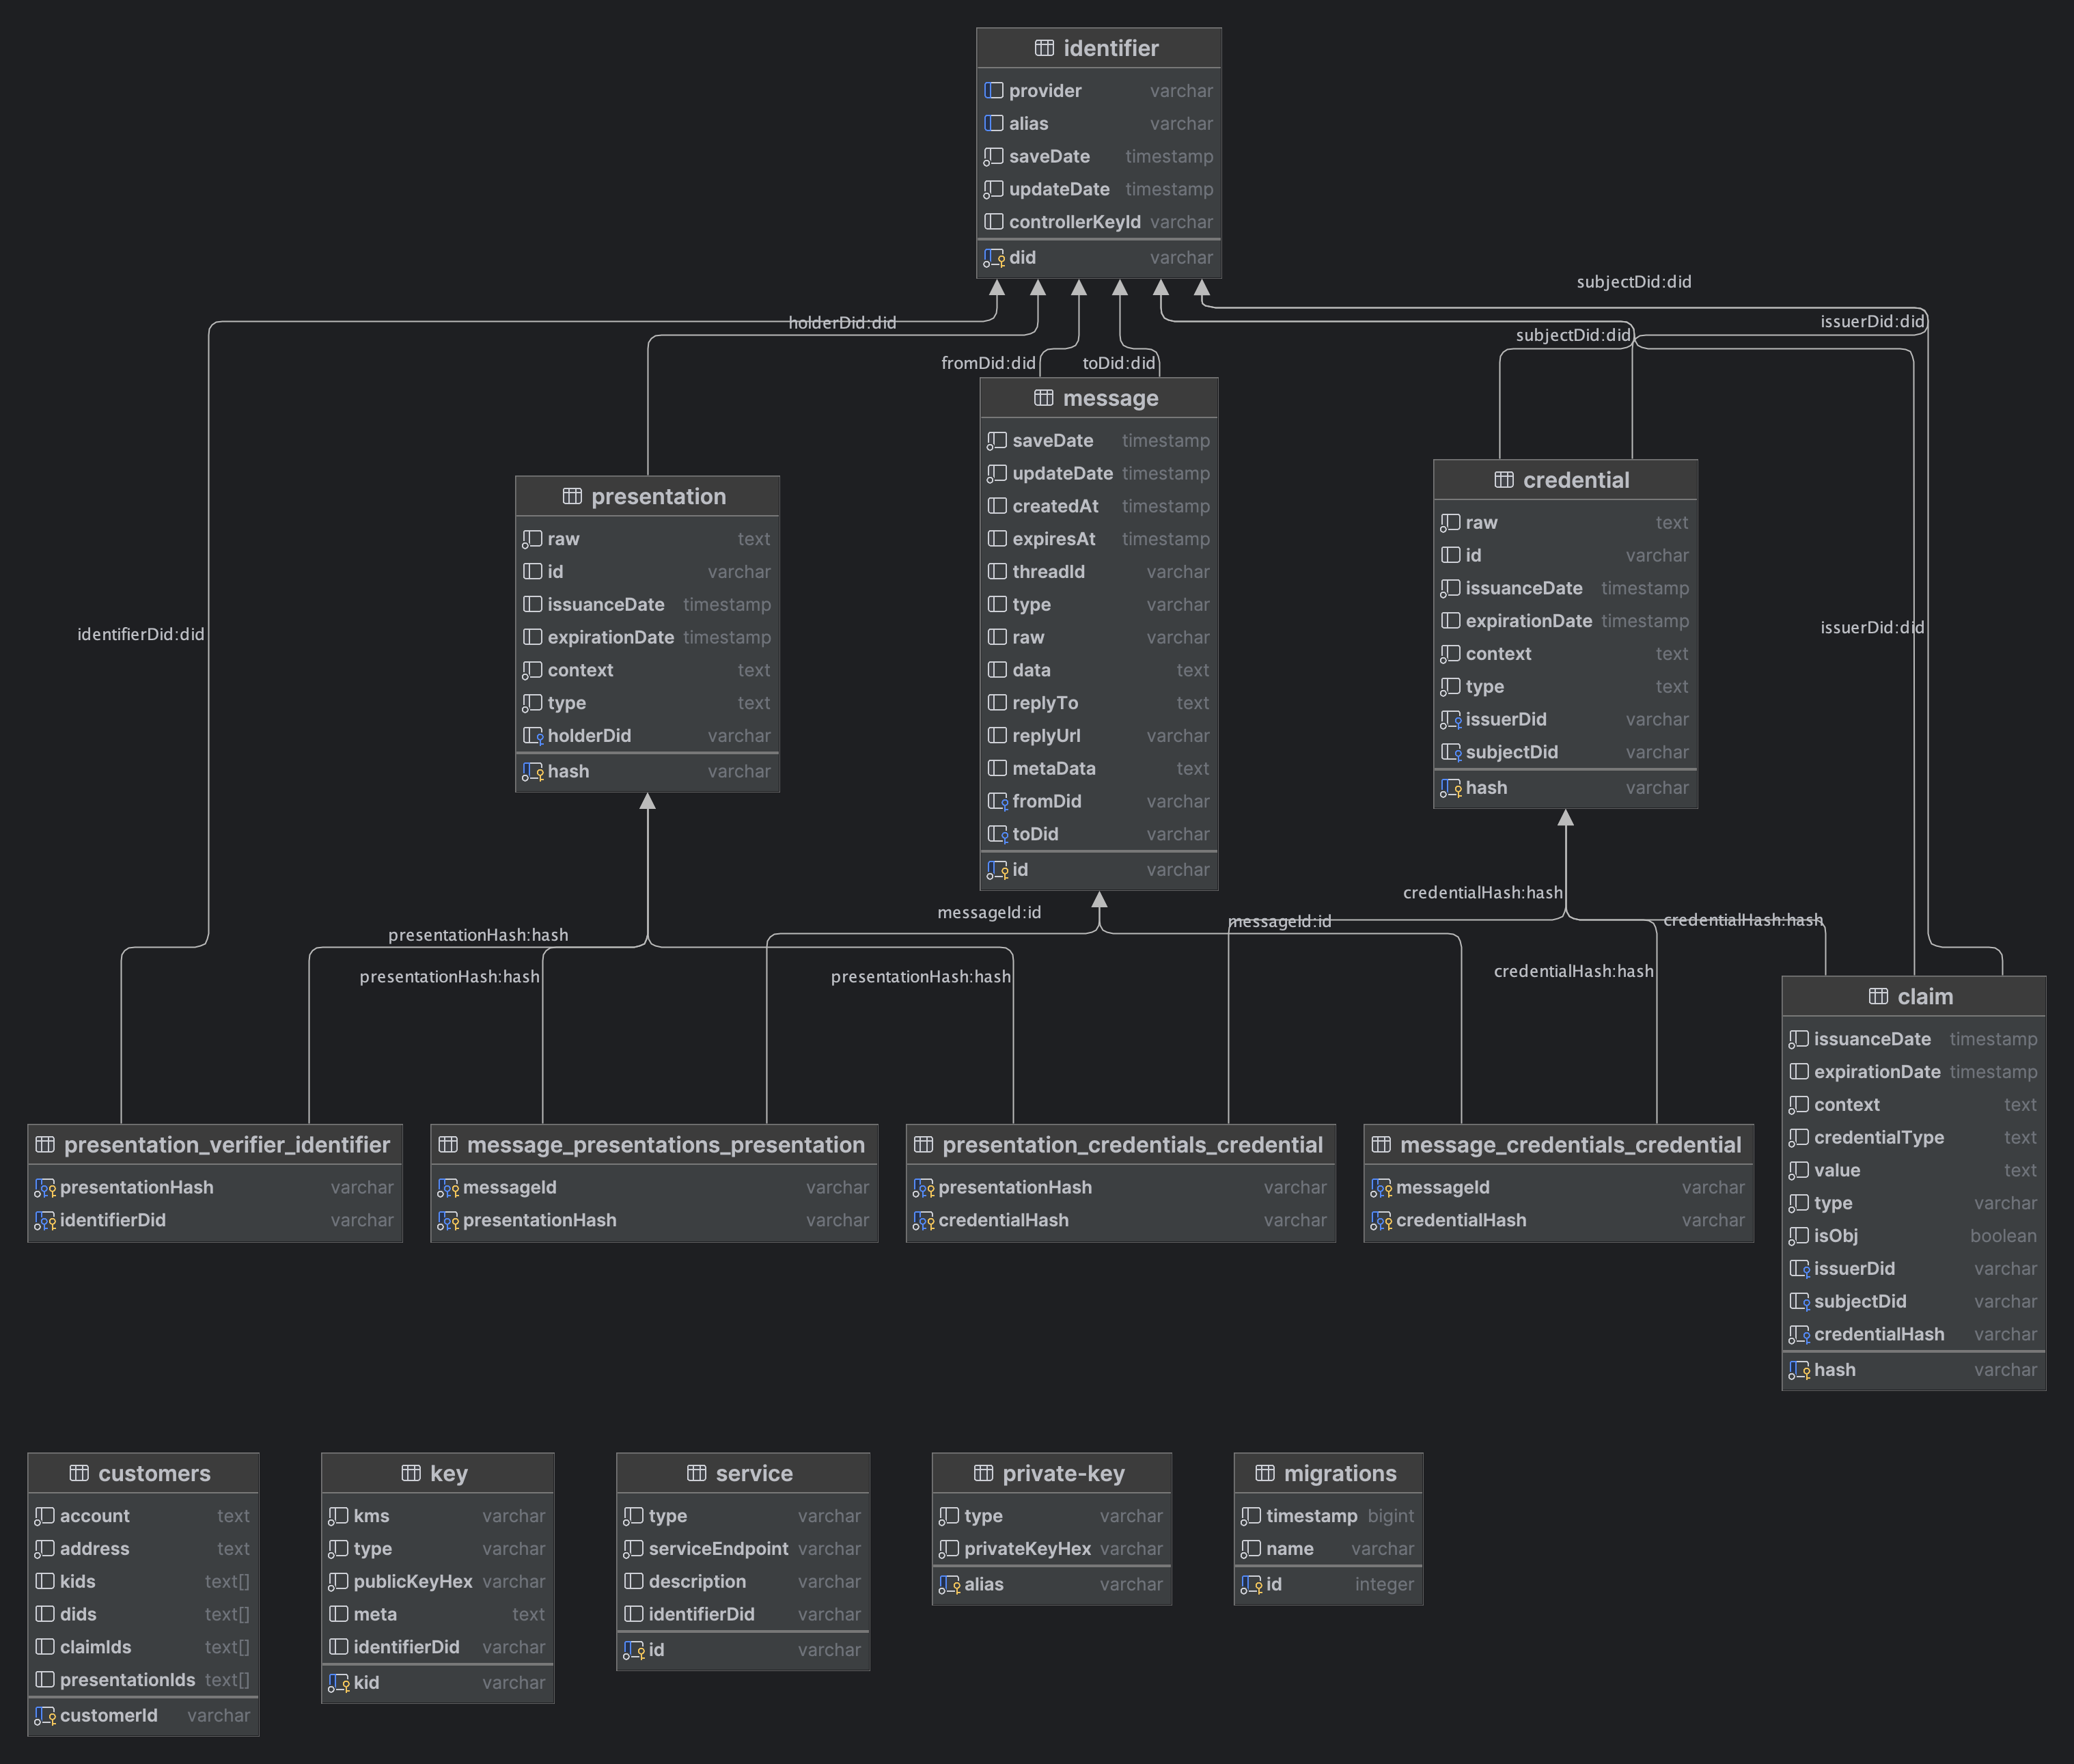 identifier
provider varchar
alias varchar
saveDate timestamp
updateDate timestamp
controllerKeyId varchar
did varchar
subjectDid:did
holderDid:did
issuerDid:did
subjectDid:did
fromDid:did
toDid:did
message
saveDate timestamp
updateDate timestamp
createdAt timestamp
expiresAt timestamp
threadId varchar
type varchar
raw varchar
data text
replyTo text
replyUrl varchar
metaData text
fromDid varchar
toDid varchar
id varchar
presentation
raw text
id varchar
issuanceDate timestamp
expirationDate timestamp
context text
type text
holderDid varchar
hash varchar
credential
raw text
id varchar
issuanceDate timestamp
expirationDate timestamp
context text
type text
issuerDid varchar
subjectDid varchar
hash varchar
identifierDid:did
issuerDid:did
credentialHash:hash
messageId:id
messageId:id
credentialHash:hash
presentationHash:hash
presentationHash:hash
presentationHash:hash
credentialHash:hash
claim
issuanceDate timestamp
expirationDate timestamp
context text
credentialType text
value text
type varchar
isObj boolean
issuerDid varchar
subjectDid varchar
credentialHash varchar
hash varchar
presentation_verifier_identifier
presentationHash varchar
identifierDid varchar
message_presentations_presentation
messageId varchar
presentationHash varchar
presentation_credentials_credential
presentationHash varchar
credentialHash varchar
message_credentials_credential
messageId varchar
credentialHash varchar
customers
account text
address text
kids text[]
dids text[]
claimIds text[]
presentationIds text[]
customerId varchar
key
kms varchar
type varchar
publicKeyHex varchar
meta text
identifierDid varchar
kid varchar
service
type varchar
serviceEndpoint varchar
description varchar
identifierDid varchar
id varchar
private-key
type varchar
privateKeyHex varchar
alias varchar
migrations
timestamp bigint
name varchar
id integer